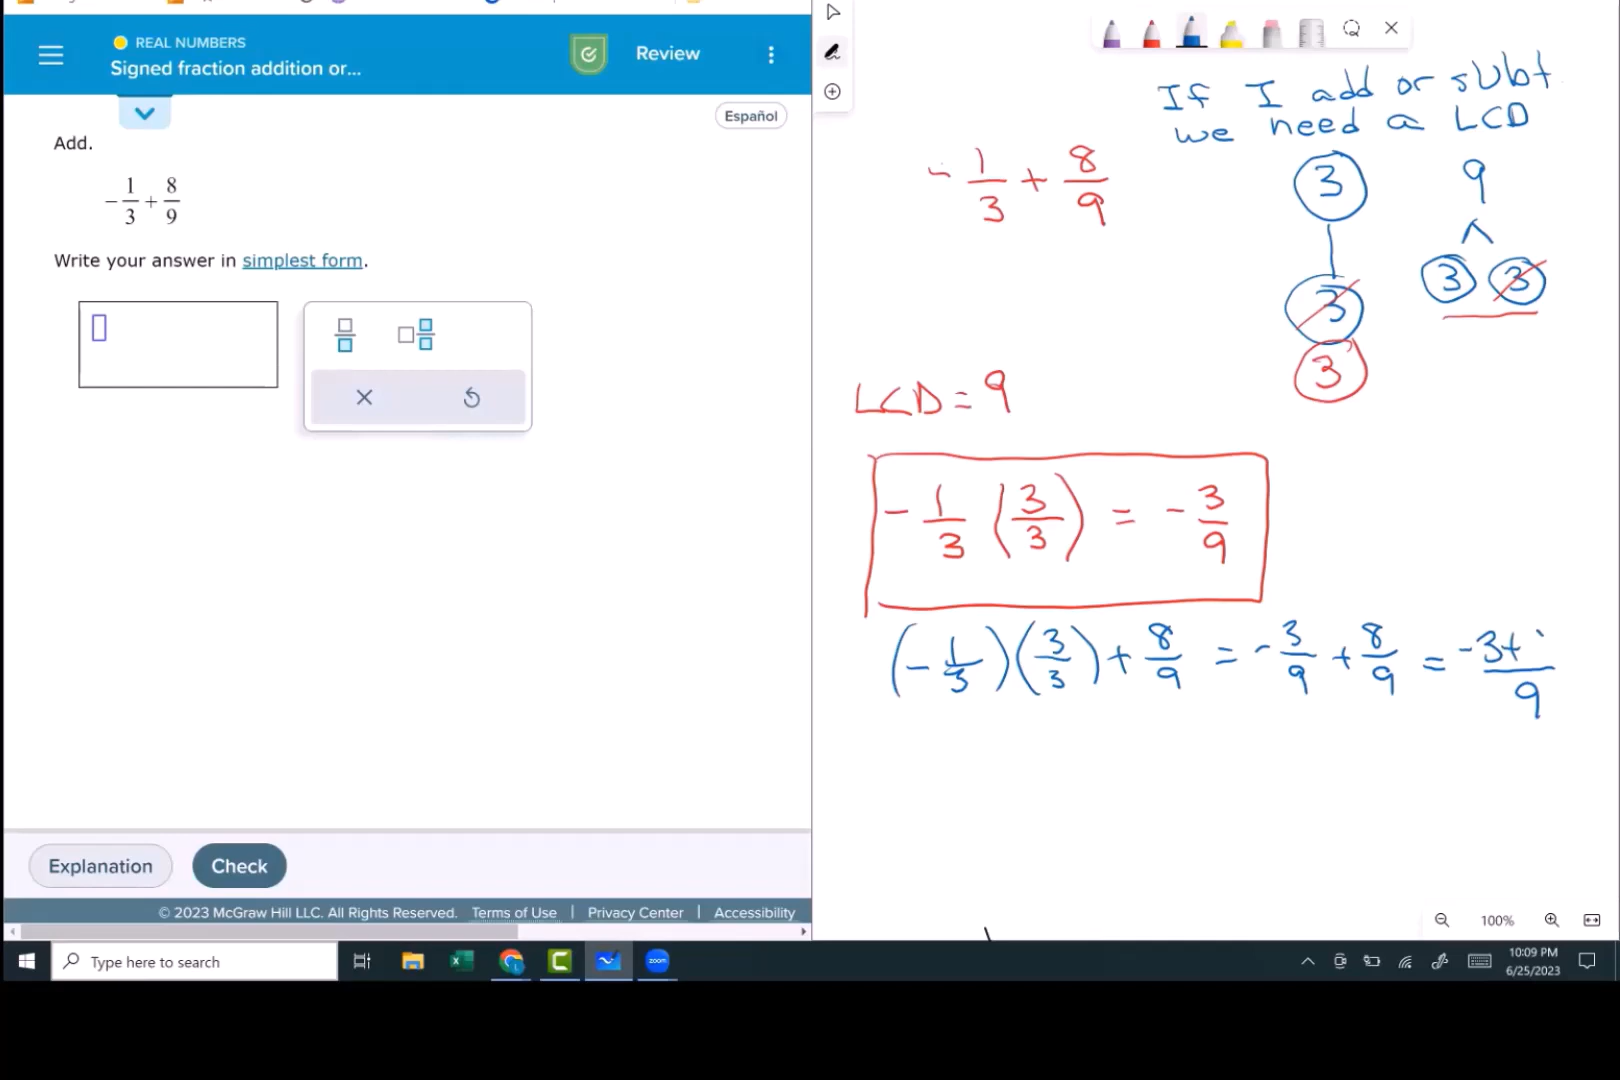 REAL NUMBERS
Signed fraction addition or...
Review
Español
Add.
-1/3 + 8/9
Write your answer in simplest form.
Explanation
Check
© 2023 McGraw Hill LLC. All Rights Reserved. Terms of Use | Privacy Center | Accessibility
If I add or subt
we need a LCD
-1/3 + 8/9
3 9
3 3
3 3
LCD = 9
-1/3 (3/3) = -3/9
(-1/3)(3/3) + 8/9 = -3/9 + 8/9 = -3+/9
100%
Type here to search
zoom
10:09 PM
6/25/2023